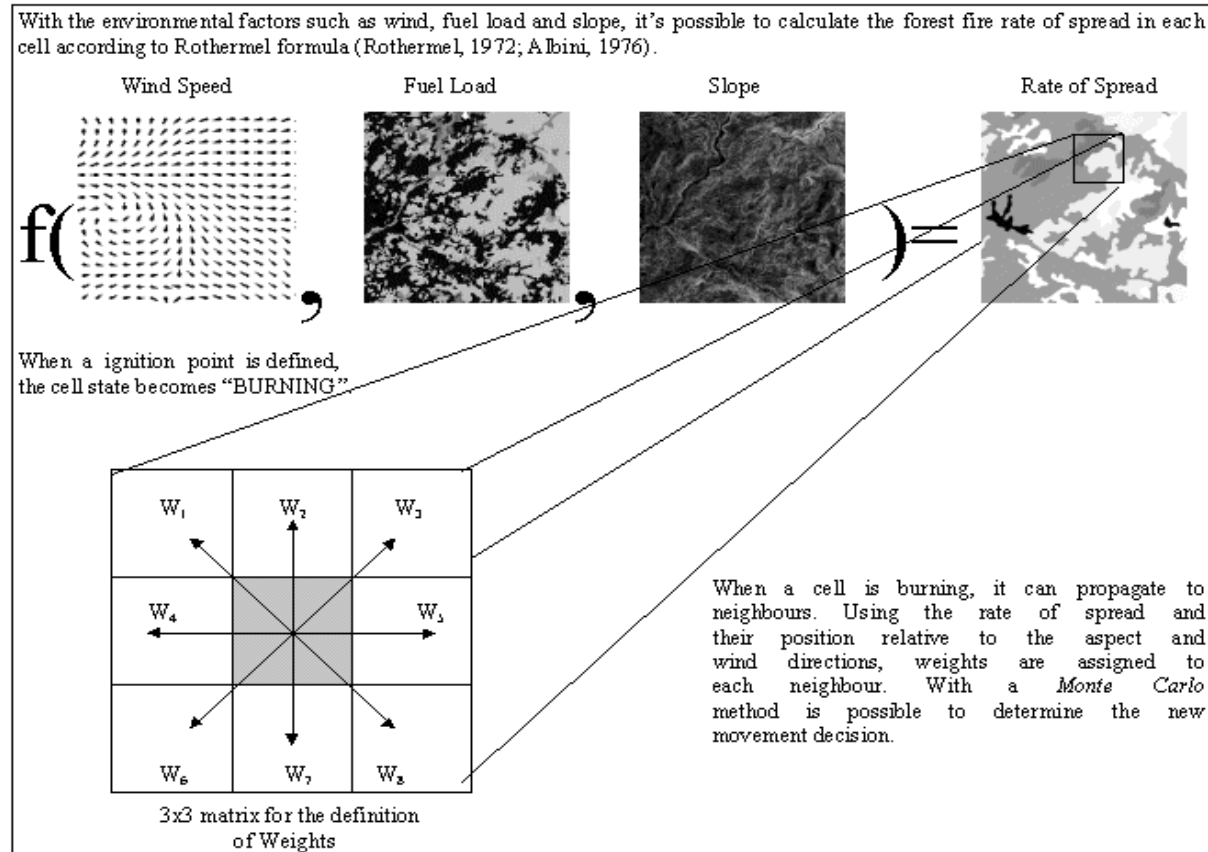 With the environmental factors such as wind, fuel load and slope, it's possible to calculate the forest fire rate of spread in each
cell according to Rothermel formula (Rothermel, 1972; Albini, 1976).
Wind Speed
Fuel Load
Slope
Rate of Spread
f(
,
,
)=
When a ignition point is defined,
the cell state becomes “BURNING”.
W₁
W₂
W₃
W₄
W₅
W₆
W₇
W₈
3x3 matrix for the definition
of Weights
When a cell is burning, it can propagate to
neighbours. Using the rate of spread and
their position relative to the aspect and
wind directions, weights are assigned to
each neighbour. With a Monte Carlo
method is possible to determine the new
movement decision.